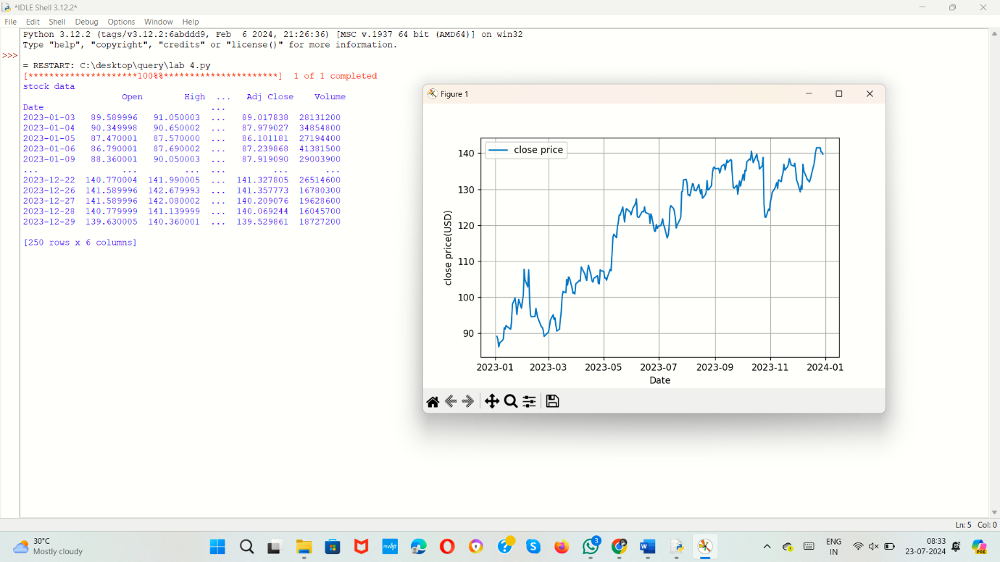 *IDLE Shell 3.12.2*
File Edit Shell Debug Options Window Help
Python 3.12.2 (tags/v3.12.2:6abddd9, Feb  6 2024, 21:26:36) [MSC v.1937 64 bit (AMD64)] on win32
Type "help", "copyright", "credits" or "license()" for more information.
>>>
= RESTART: C:\desktop\query\lab 4.py
[*********************100%%**********************]  1 of 1 completed
stock data
Open High ... Adj Close Volume
Date ...
2023-01-03 89.589996 91.050003 ... 89.017838 28131200
2023-01-04 90.349998 90.650002 ... 87.979027 34854800
2023-01-05 87.470001 87.570000 ... 86.101181 27194400
2023-01-06 86.790001 87.690002 ... 87.239868 41381500
2023-01-09 88.360001 90.050003 ... 87.919090 29003900
... ... ... ... ... ...
2023-12-22 140.770004 141.990005 ... 141.327805 26514600
2023-12-26 141.589996 142.679993 ... 141.357773 16780300
2023-12-27 141.589996 142.080002 ... 140.209076 19628600
2023-12-28 140.779999 141.139999 ... 140.069244 16045700
2023-12-29 139.630005 140.360001 ... 139.529861 18727200
[250 rows x 6 columns]
Figure 1
close price
140
130
120
110
100
90
close price(USD)
2023-01 2023-03 2023-05 2023-07 2023-09 2023-11 2024-01
Date
Ln: 5 Col: 0
30°C
Mostly cloudy
myhp
3
ENG
IN
08:33
23-07-2024
PRE